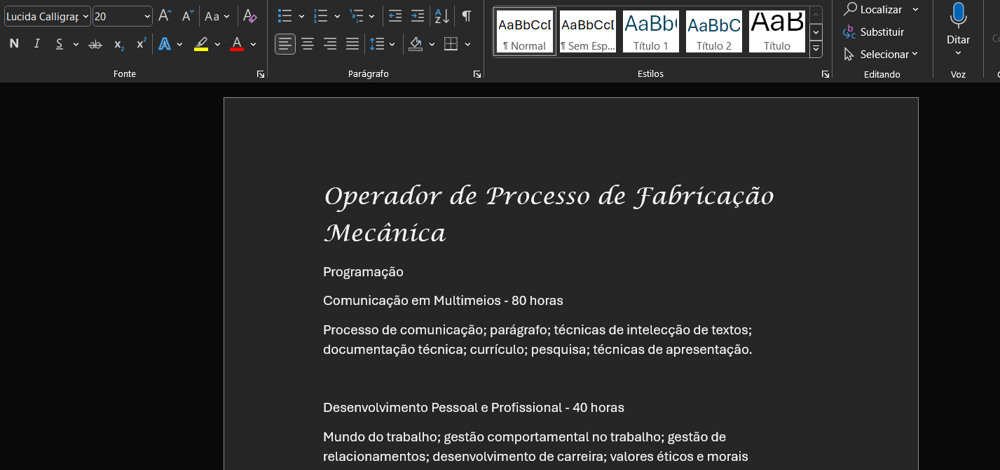 Lucida Calligrap
20
Aa
N I S ab x₂ x² A A
Fonte
Parágrafo
AaBbCcD
¶ Normal
AaBbCcD
¶ Sem Esp...
AaBb
Título 1
AaBbC
Título 2
AaB
Título
Estilos
Localizar
Substituir
Selecionar
Editando
Ditar
Voz
Operador de Processo de Fabricação
Mecânica
Programação
Comunicação em Multimeios - 80 horas
Processo de comunicação; parágrafo; técnicas de intelecção de textos;
documentação técnica; currículo; pesquisa; técnicas de apresentação.
Desenvolvimento Pessoal e Profissional - 40 horas
Mundo do trabalho; gestão comportamental no trabalho; gestão de
relacionamentos; desenvolvimento de carreira; valores éticos e morais